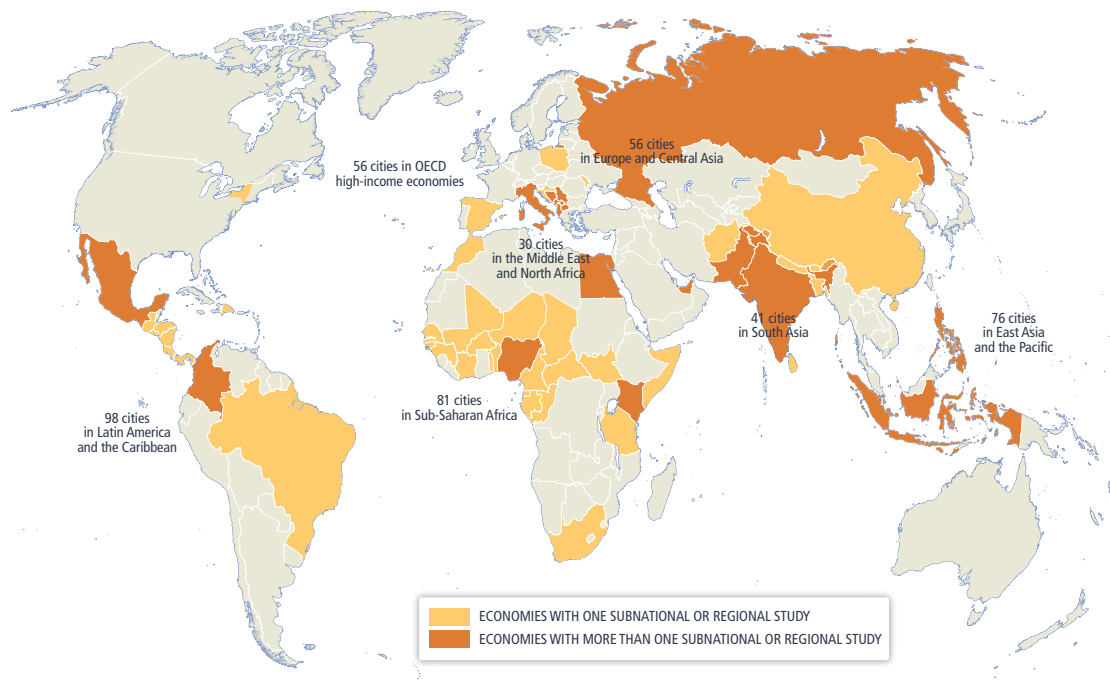 56 cities
in Europe and Central Asia
56 cities in OECD
high-income economies
30 cities
in the Middle East
and North Africa
41 cities
in South Asia
76 cities
in East Asia
and the Pacific
81 cities
in Sub-Saharan Africa
98 cities
in Latin America
and the Caribbean
ECONOMIES WITH ONE SUBNATIONAL OR REGIONAL STUDY
ECONOMIES WITH MORE THAN ONE SUBNATIONAL OR REGIONAL STUDY